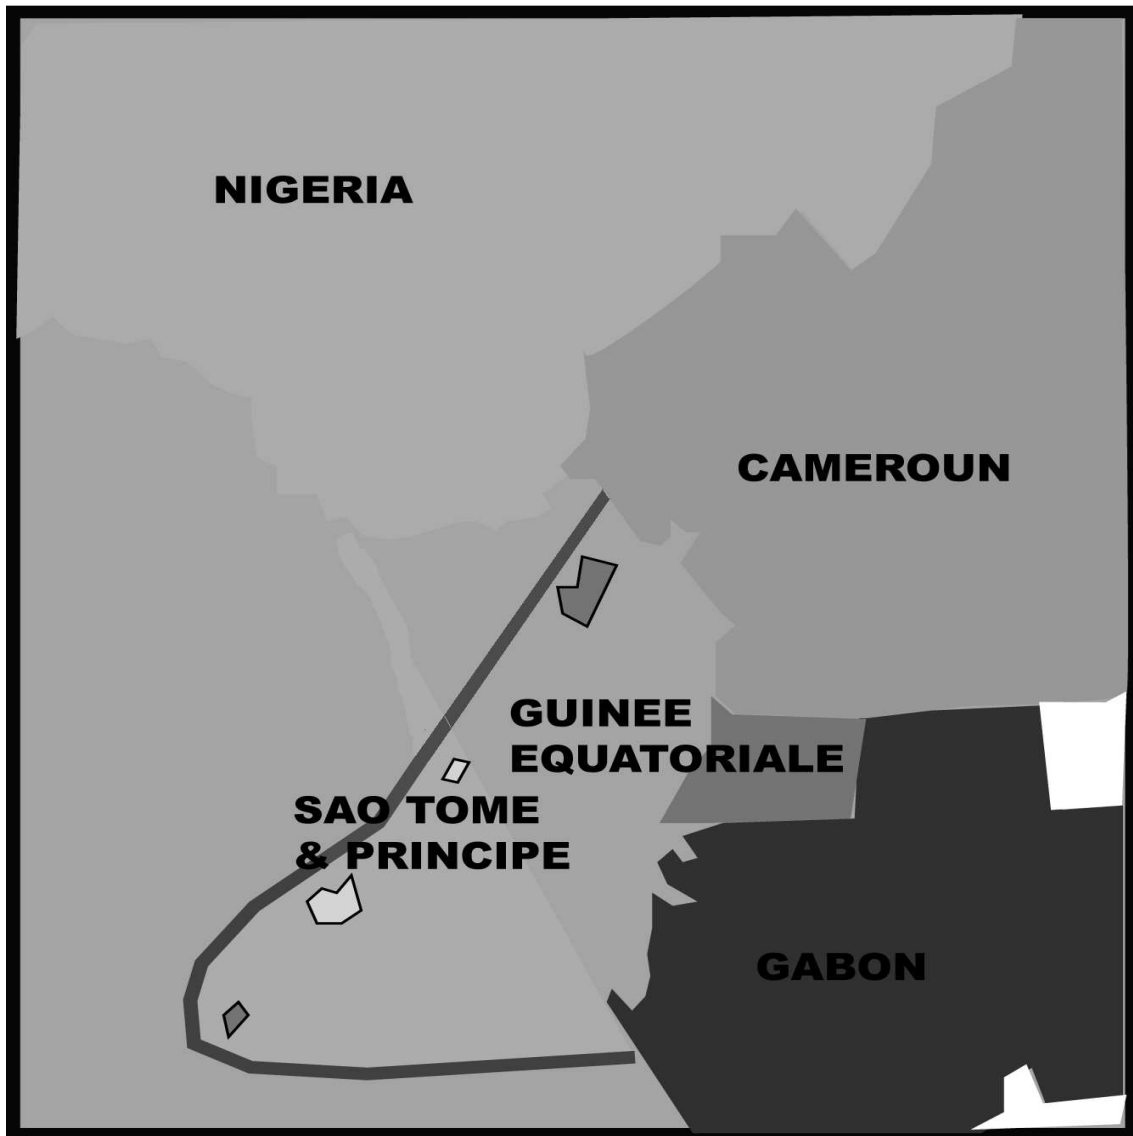 NIGERIA
CAMEROUN
GUINEE
EQUATORIALE
SAO TOME
& PRINCIPE
GABON